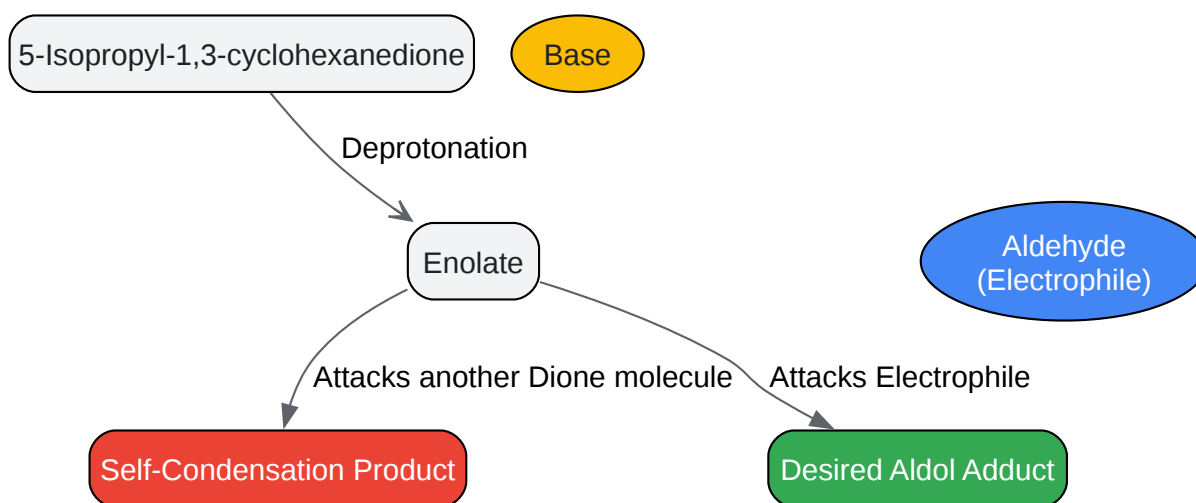 5-Isopropyl-1,3-cyclohexanedione
Base
Deprotonation
Enolate
Aldehyde
(Electrophile)
Attacks another Dione molecule
Attacks Electrophile
Self-Condensation Product
Desired Aldol Adduct